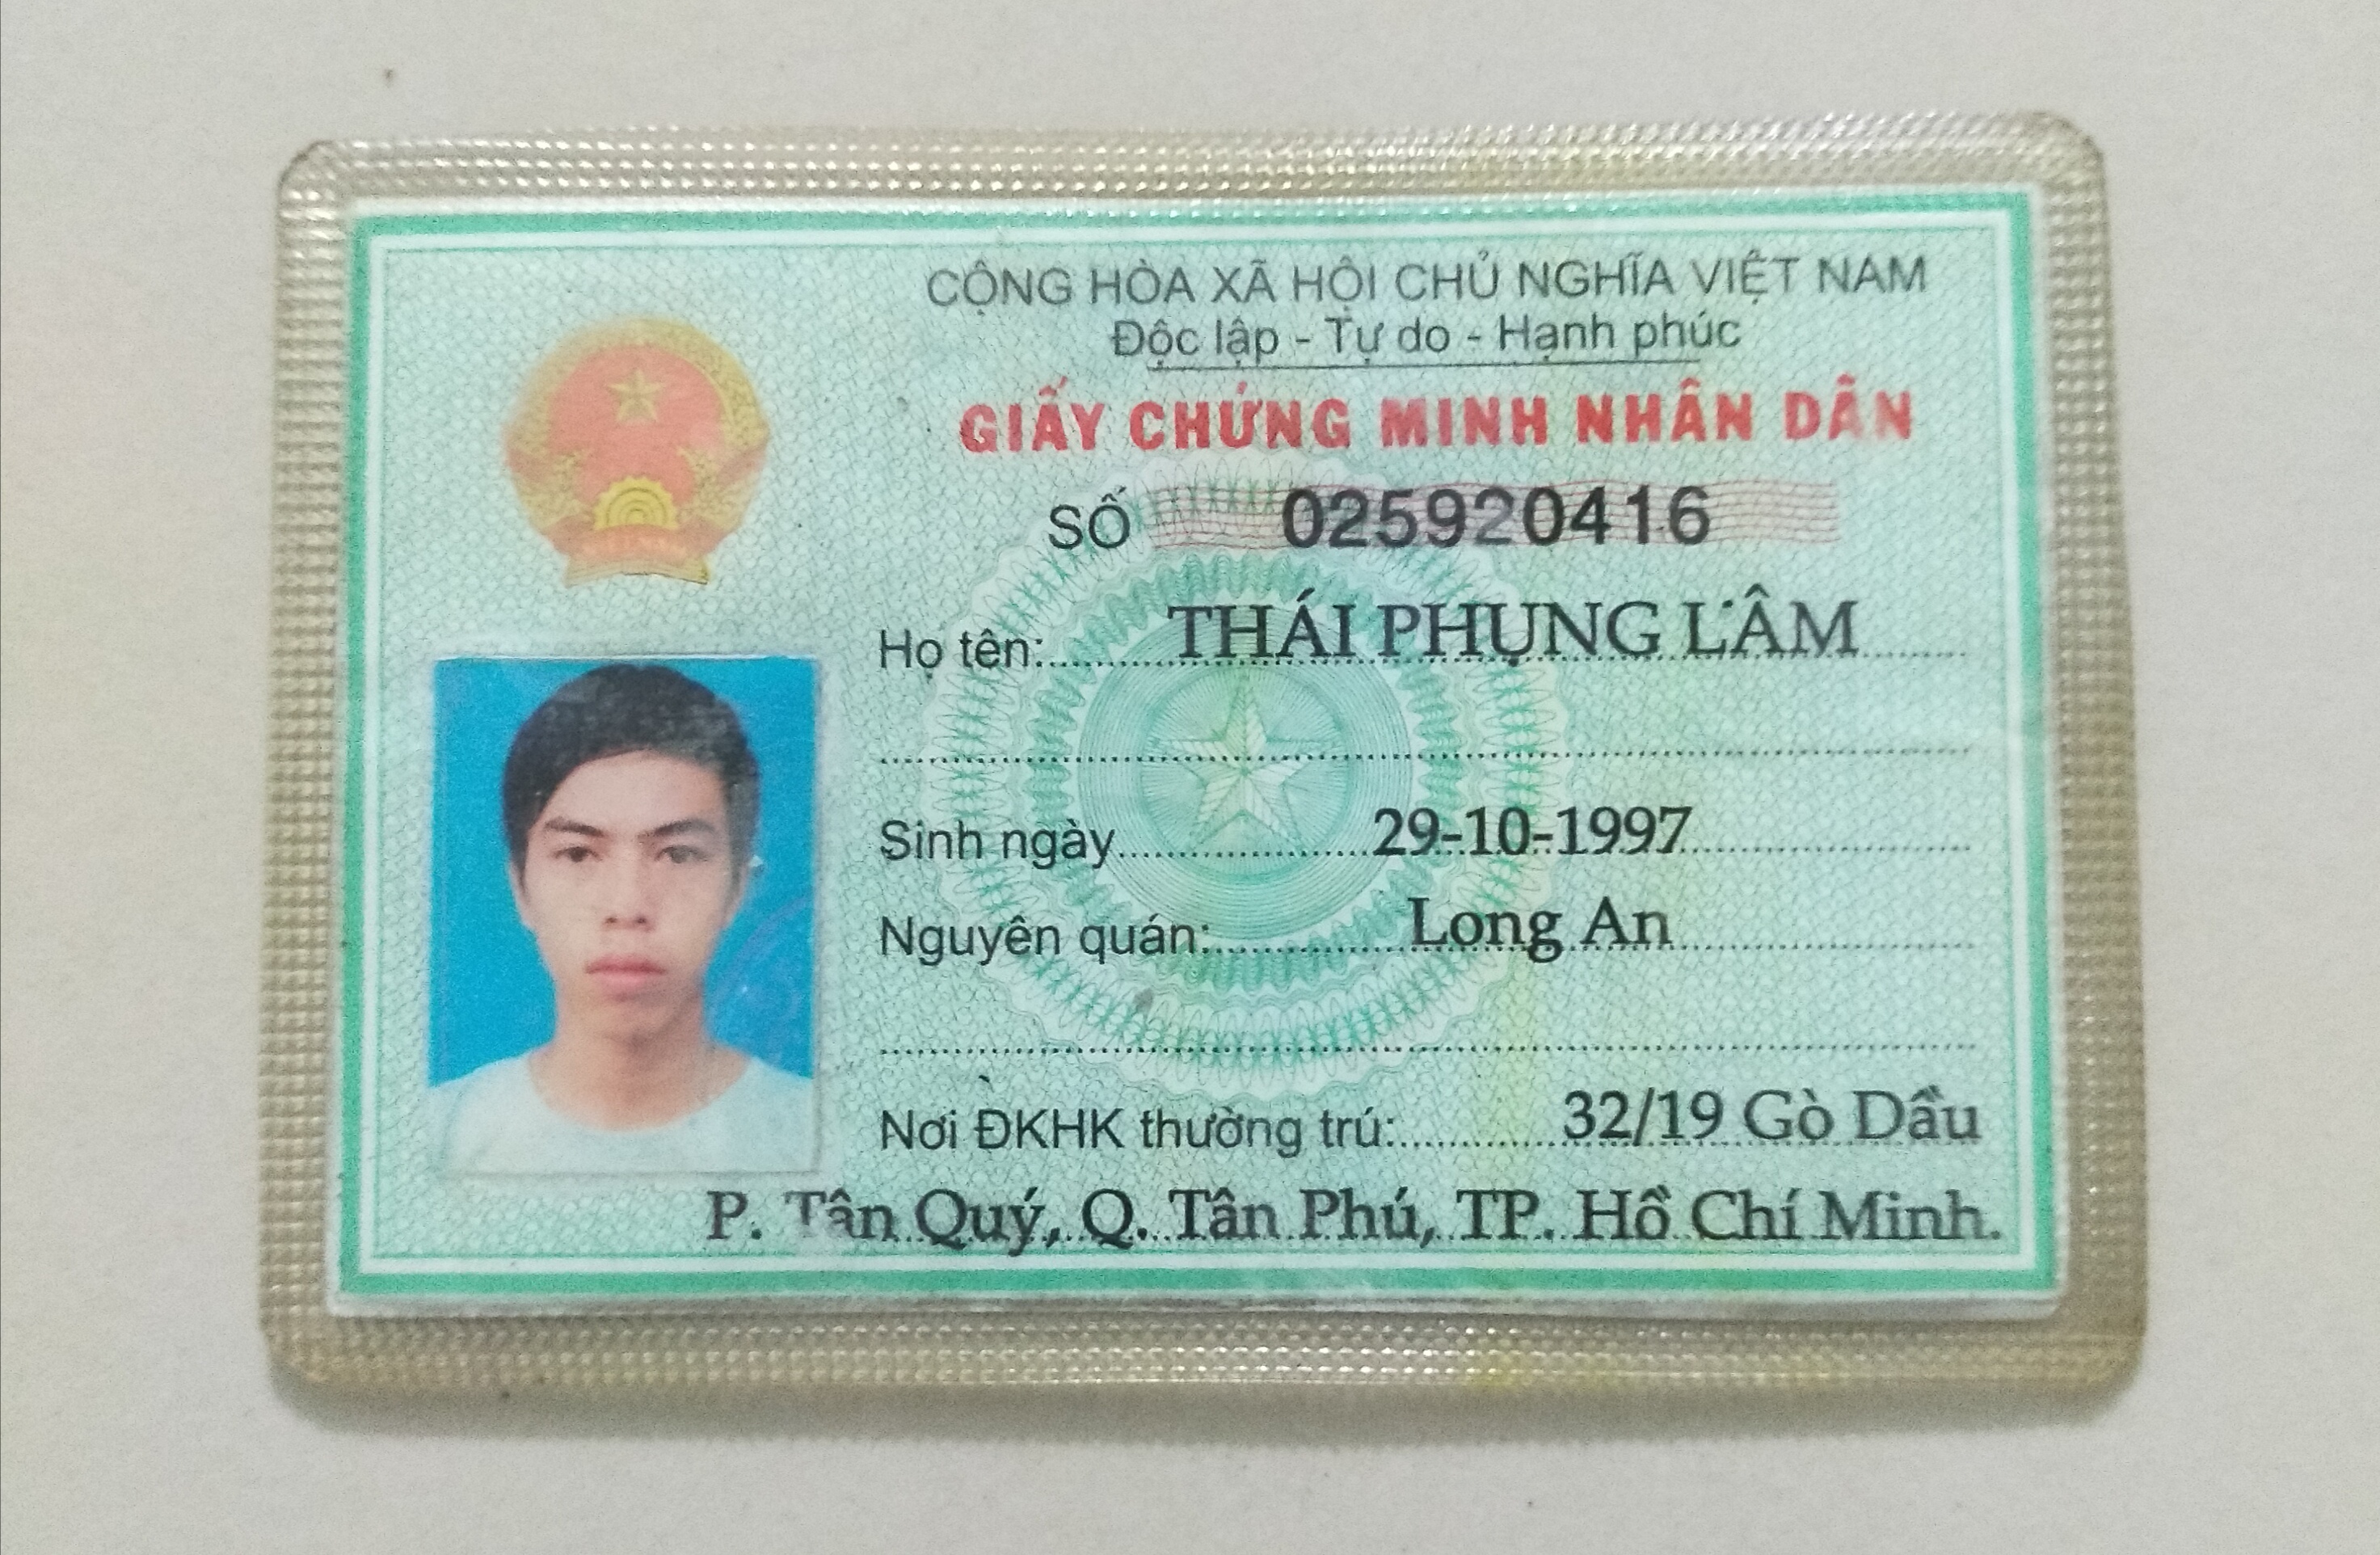 CỘNG HÒA XÃ HỘI CHỦ NGHĨA VIỆT NAM
Độc lập - Tự do - Hạnh phúc
GIẤY CHỨNG MINH NHÂN DÂN
SỐ 025920416
Họ tên: THÁI PHỤNG LÂM
Sinh ngày 29-10-1997
Nguyên quán: Long An
Nơi ĐKHK thường trú: 32/19 Gò Dầu
P. Tân Quý, Q. Tân Phú, TP. Hồ Chí Minh.